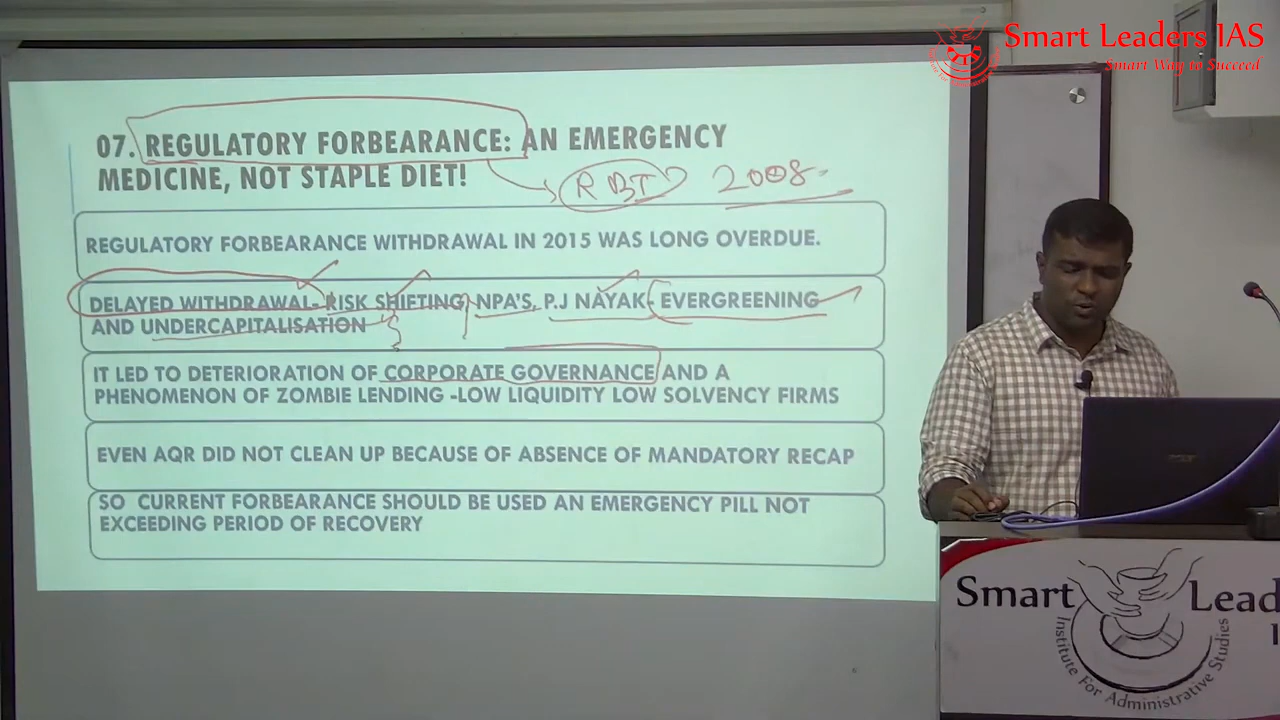 Smart Leaders IAS
Smart Way to Succeed
07. REGULATORY FORBEARANCE: AN EMERGENCY
MEDICINE, NOT STAPLE DIET!
RBI 2008
REGULATORY FORBEARANCE WITHDRAWAL IN 2015 WAS LONG OVERDUE.
DELAYED WITHDRAWAL- RISK SHIFTING, NPA'S, P.J NAYAK- EVERGREENING
AND UNDERCAPITALISATION
IT LED TO DETERIORATION OF CORPORATE GOVERNANCE AND A
PHENOMENON OF ZOMBIE LENDING -LOW LIQUIDITY LOW SOLVENCY FIRMS
EVEN AQR DID NOT CLEAN UP BECAUSE OF ABSENCE OF MANDATORY RECAP
SO CURRENT FORBEARANCE SHOULD BE USED AN EMERGENCY PILL NOT
EXCEEDING PERIOD OF RECOVERY
Smart Lead
I
Institute For Administrative Studies